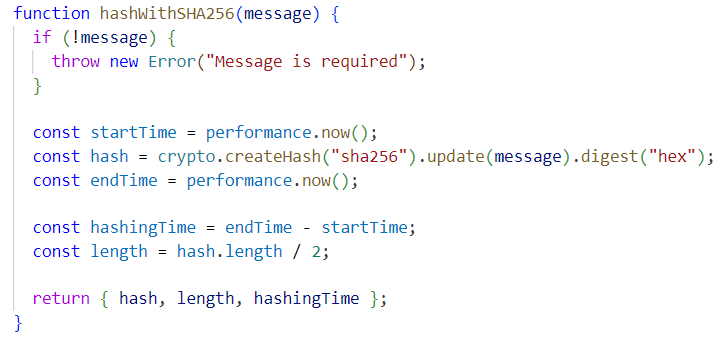 function hashWithSHA256(message) {
  if (!message) {
    throw new Error("Message is required");
  }

  const startTime = performance.now();
  const hash = crypto.createHash("sha256").update(message).digest("hex");
  const endTime = performance.now();

  const hashingTime = endTime - startTime;
  const length = hash.length / 2;

  return { hash, length, hashingTime };
}